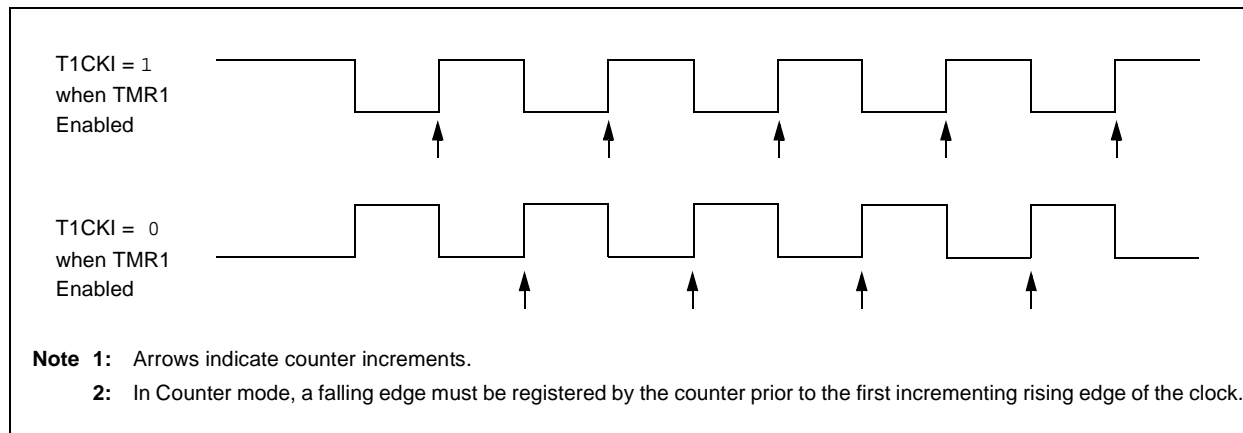 T1CKI = 1
when TMR1
Enabled
T1CKI = 0
when TMR1
Enabled
Note 1: Arrows indicate counter increments.
2: In Counter mode, a falling edge must be registered by the counter prior to the first incrementing rising edge of the clock.